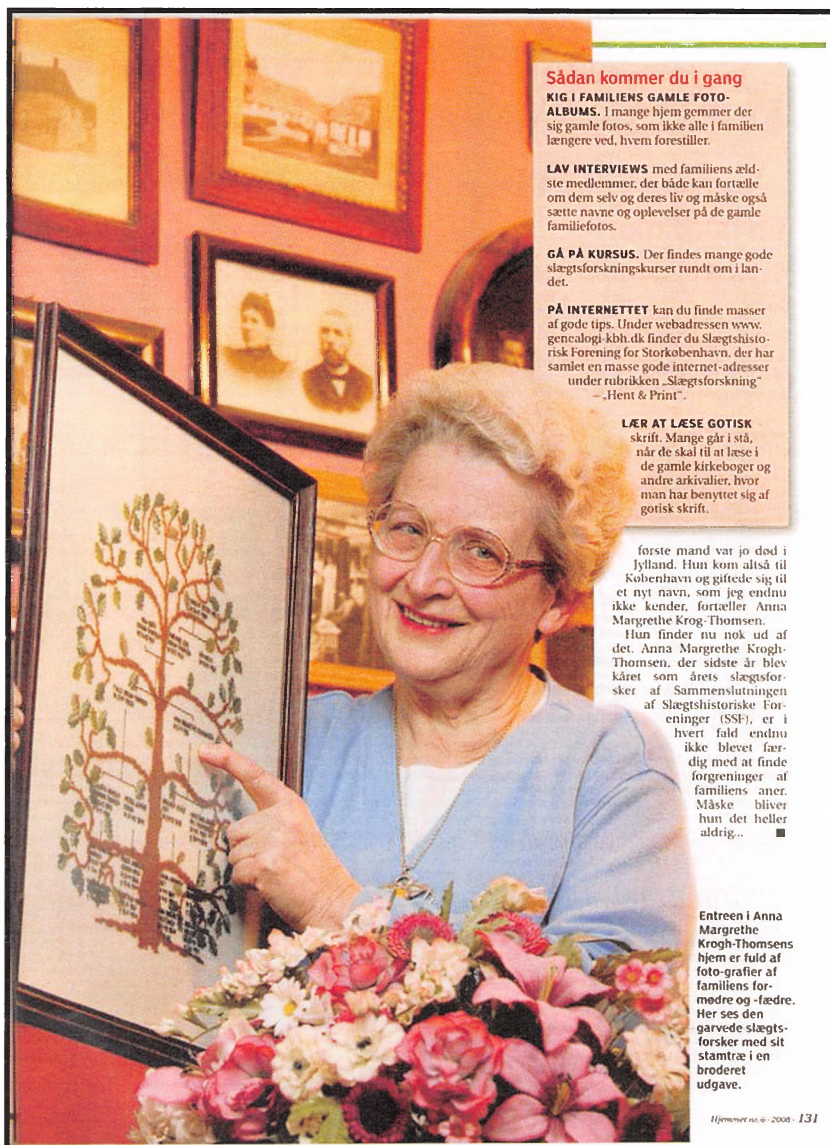 Sådan kommer du i gang
KIG I FAMILIENS GAMLE FOTO-
ALBUMS. I mange hjem gemmer der
sig gamle fotos, som ikke alle i familien
længere ved, hvem forestiller.
LAV INTERVIEWS med familiens æld-
ste medlemmer, der både kan fortælle
om dem selv og deres liv og måske også
sætte navne og oplevelser på de gamle
familiefotos.
GÅ PÅ KURSUS. Der findes mange gode
slægtsforskningskurser rundt om i lan-
det.
PÅ INTERNETTET kan du finde masser
af gode tips. Under webadressen www.
genealogi-kbh.dk finder du Slægtshisto-
risk Forening for Storkøbenhavn, der har
samlet en masse gode internet-adresser
under rubrikken „Slægtsforskning"
– „Hent & Print".
LÆR AT LÆSE GOTISK
skrift. Mange går i stå,
når de skal til at læse i
de gamle kirkebøger og
andre arkivalier, hvor
man har benyttet sig af
gotisk skrift.
første mand var jo død i
Jylland. Hun kom altså til
København og giftede sig til
et nyt navn, som jeg endnu
ikke kender, fortæller Anna
Margrethe Krog-Thomsen.
Hun finder nu nok ud af
det. Anna Margrethe Krogh-
Thomsen, der sidste år blev
kåret som årets slægtsfor-
sker af Sammenslutningen
af Slægtshistoriske For-
eninger (SSF), er i
hvert fald endnu
ikke blevet fær-
dig med at finde
forgreninger af
familiens aner.
Måske bliver
hun det heller
aldrig... ■
Entreen i Anna
Margrethe
Krogh-Thomsens
hjem er fuld af
foto-grafier af
familiens for-
mødre og -fædre.
Her ses den
garvede slægts-
forsker med sit
stamtræ i en
broderet
udgave.
Hjemmet nr. 6 - 2008 - 131